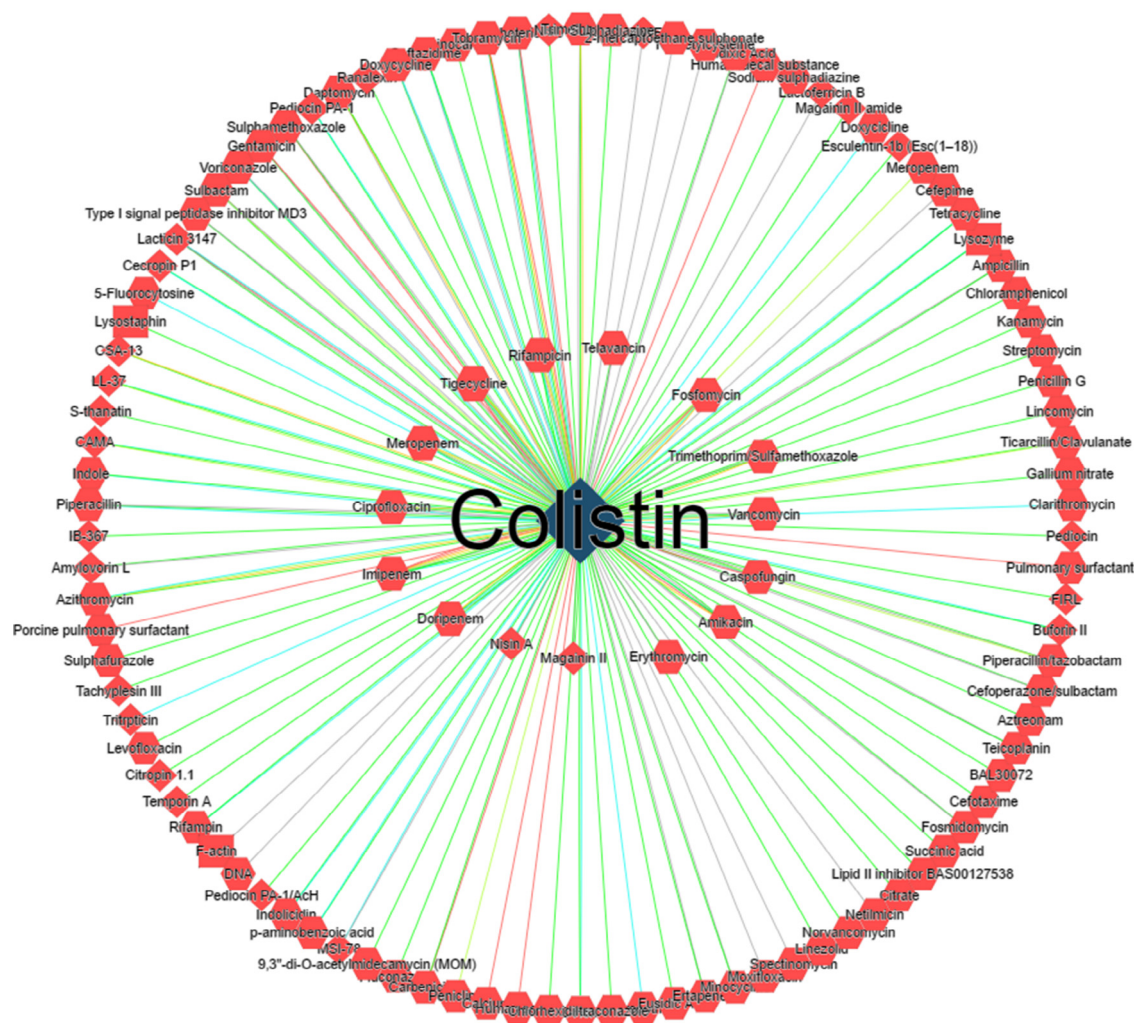 Tobramycin
Doxycycline
Daptomycin
Pediocin PA-1
Sulphamethoxazole
Gentamicin
Voriconazole
Sulbactam
Type I signal peptidase inhibitor MD3
Lacticin 3147
Cecropin P1
5-Fluorocytosine
Lysostaphin
CSA-13
LL-37
S-thanatin
CAMA
Indole
Piperacillin
IB-367
Amylovorin L
Azithromycin
Porcine pulmonary surfactant
Sulphafurazole
Tachyplesin III
Tritrpticin
Levofloxacin
Citropin 1.1
Temporin A
Rifampin
F-actin
DNA
Pediocin PA-1/AcH
Indolicidin
p-aminobenzoic acid
MSI-78
9,3"-di-O-acetylmidecamycin (MOM)
2-mercaptoethane sulphonate
Lactoferricin B
Magainin II amide
Doxycicline
Esculentin-1b (Esc(1–18))
Meropenem
Cefepime
Tetracycline
Lysozyme
Ampicillin
Chloramphenicol
Kanamycin
Streptomycin
Penicillin G
Lincomycin
Ticarcillin/Clavulanate
Gallium nitrate
Clarithromycin
Pediocin
Pulmonary surfactant
FIRL
Buforin II
Piperacillin/tazobactam
Cefoperazone/sulbactam
Aztreonam
Teicoplanin
BAL30072
Cefotaxime
Fosmidomycin
Succinic acid
Lipid II inhibitor BAS00127538
Citrate
Netilmicin
Norvancomycin
Linezolid
Spectinomycin
Moxifloxacin
Rifampicin
Telavancin
Tigecycline
Fosfomycin
Meropenem
Trimethoprim/Sulfamethoxazole
Ciprofloxacin
Colistin
Vancomycin
Imipenem
Caspofungin
Doripenem
Amikacin
Nisin A
Magainin II
Erythromycin